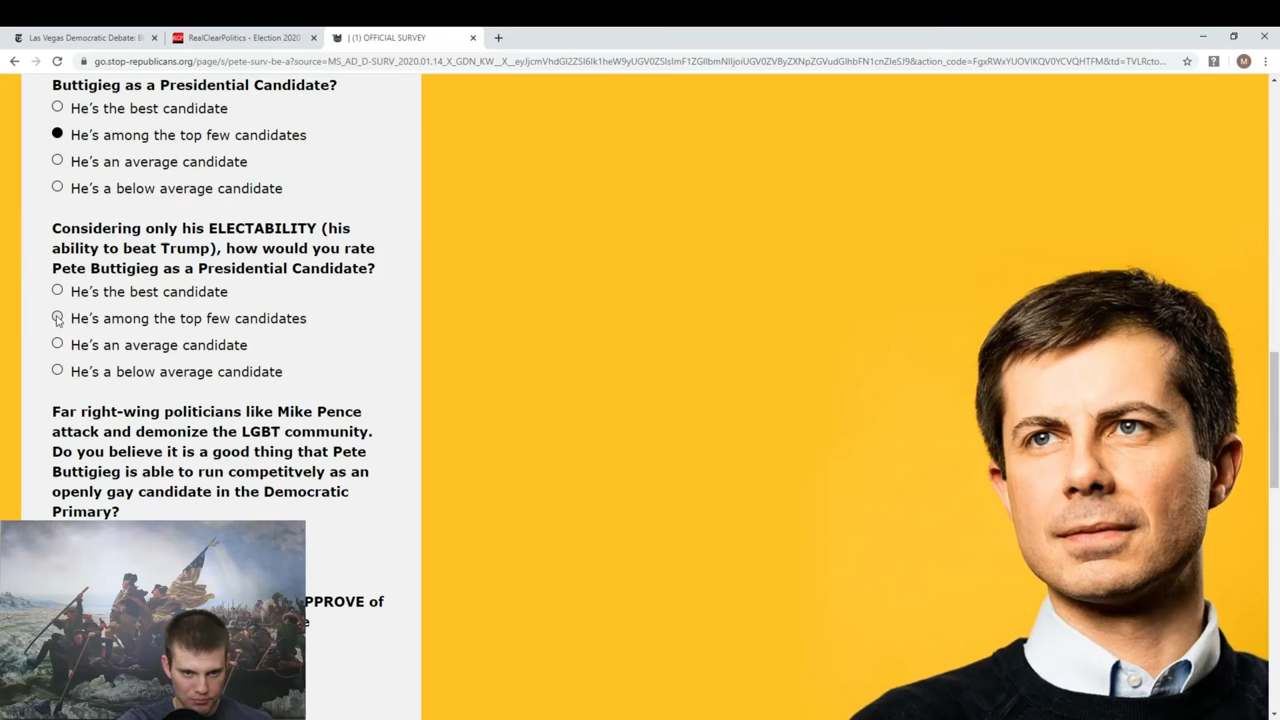 Las Vegas Democratic Debate: Bi
RealClearPolitics - Election 2020
(1) OFFICIAL SURVEY
Buttigieg as a Presidential Candidate?
He's the best candidate
He's among the top few candidates
He's an average candidate
He's a below average candidate
Considering only his ELECTABILITY (his
ability to beat Trump), how would you rate
Pete Buttigieg as a Presidential Candidate?
He's the best candidate
He's among the top few candidates
He's an average candidate
He's a below average candidate
Far right-wing politicians like Mike Pence
attack and demonize the LGBT community.
Do you believe it is a good thing that Pete
Buttigieg is able to run competitvely as an
openly gay candidate in the Democratic
Primary?
PPROVE of